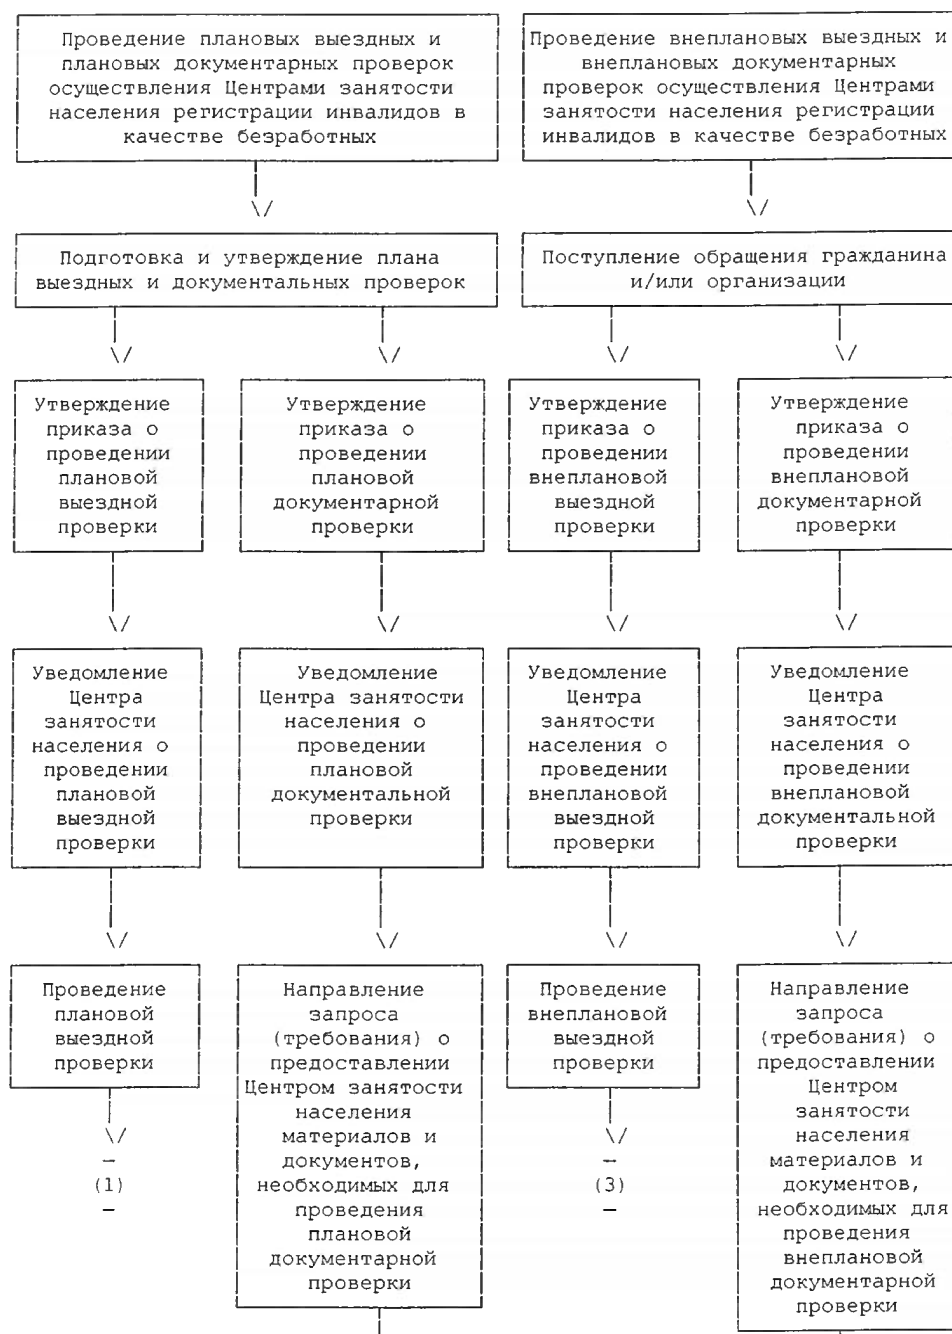 Проведение плановых выездных и
плановых документарных проверок
осуществления Центрами занятости
населения регистрации инвалидов в
качестве безработных
Проведение внеплановых выездных и
внеплановых документарных
проверок осуществления Центрами
занятости населения регистрации
инвалидов в качестве безработных
Подготовка и утверждение плана
выездных и документальных проверок
Поступление обращения гражданина
и/или организации
Утверждение
приказа о
проведении
плановой
выездной
проверки
Утверждение
приказа о
проведении
плановой
документарной
проверки
Утверждение
приказа о
проведении
внеплановой
выездной
проверки
Утверждение
приказа о
проведении
внеплановой
документарной
проверки
Уведомление
Центра
занятости
населения о
проведении
плановой
выездной
проверки
Уведомление
Центра занятости
населения о
проведении
плановой
документальной
проверки
Уведомление
Центра
занятости
населения о
проведении
внеплановой
выездной
проверки
Уведомление
Центра
занятости
населения о
проведении
внеплановой
документальной
проверки
Проведение
плановой
выездной
проверки
(1)
Направление
запроса
(требования) о
предоставлении
Центром занятости
населения
материалов и
документов,
необходимых для
проведения
плановой
документарной
проверки
Проведение
внеплановой
выездной
проверки
(3)
Направление
запроса
(требования) о
предоставлении
Центром
занятости
населения
материалов и
документов,
необходимых для
проведения
внеплановой
документарной
проверки